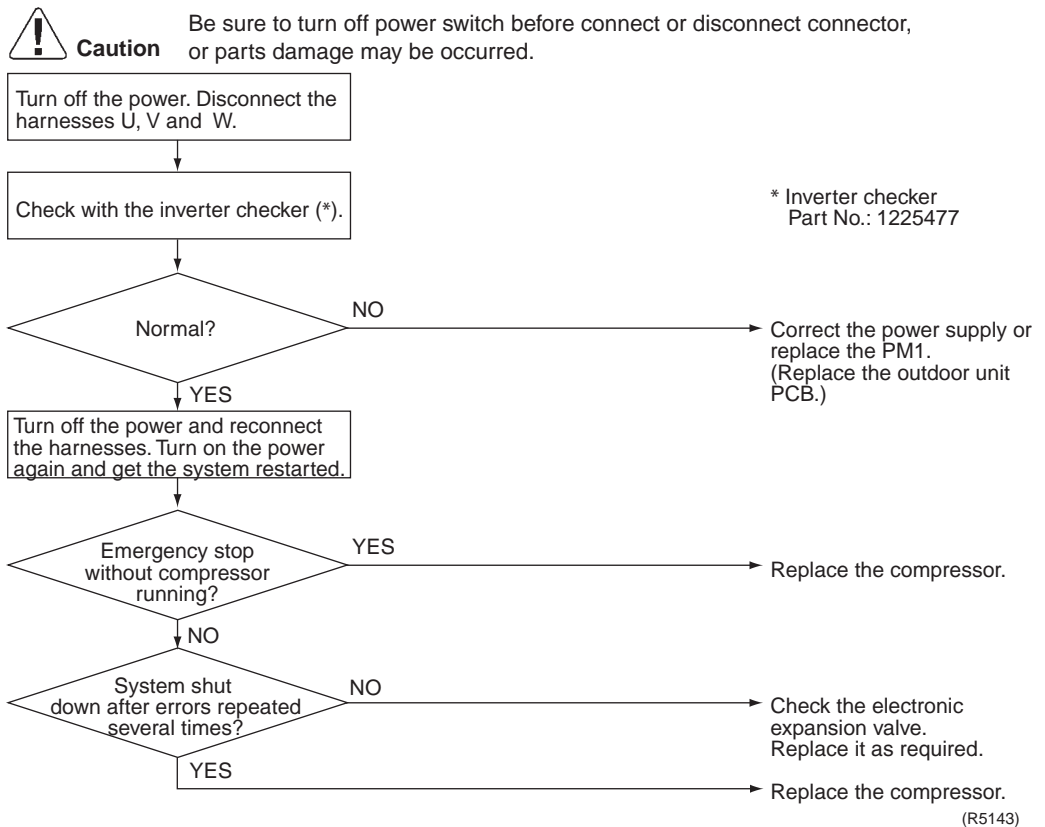 Caution
Be sure to turn off power switch before connect or disconnect connector,
or parts damage may be occurred.
Turn off the power. Disconnect the
harnesses U, V and W.
Check with the inverter checker (*).
* Inverter checker
Part No.: 1225477
Normal?
NO
Correct the power supply or
replace the PM1.
(Replace the outdoor unit
PCB.)
YES
Turn off the power and reconnect
the harnesses. Turn on the power
again and get the system restarted.
Emergency stop
without compressor
running?
YES
Replace the compressor.
NO
System shut
down after errors repeated
several times?
NO
Check the electronic
expansion valve.
Replace it as required.
YES
Replace the compressor.
(R5143)